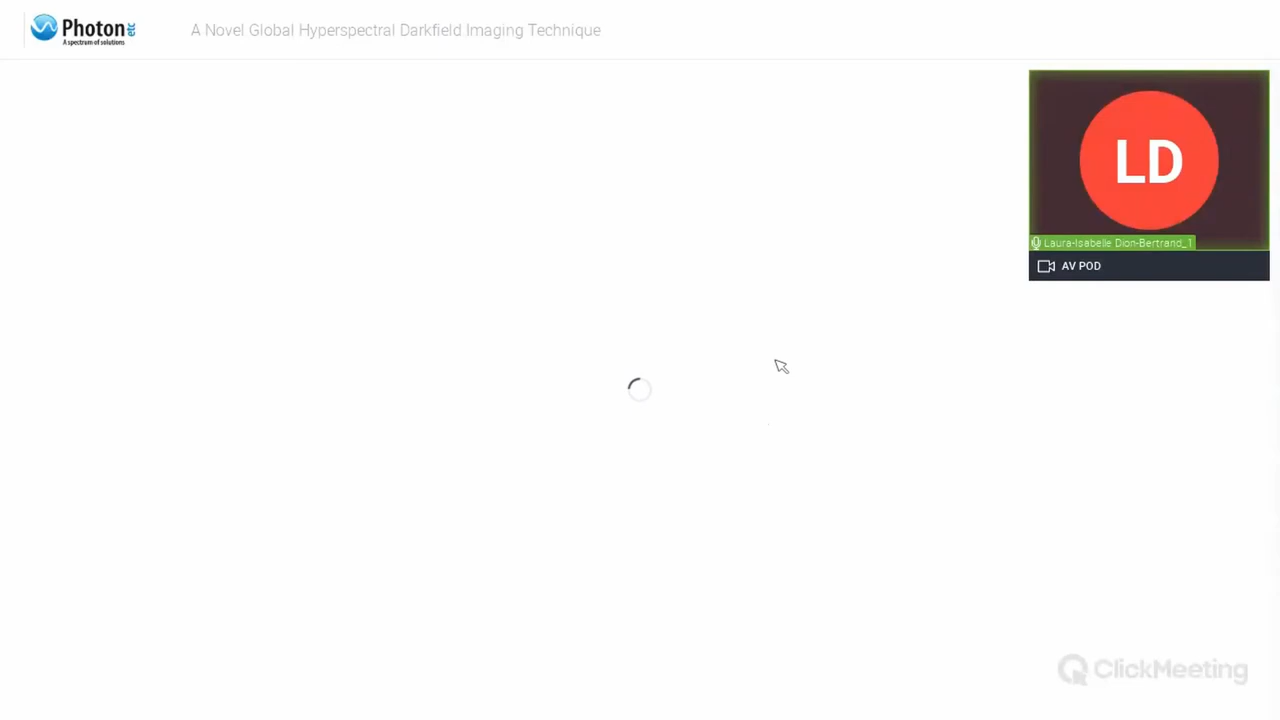 Photon etc
A spectrum of solutions
A Novel Global Hyperspectral Darkfield Imaging Technique
LD
Laura-Isabelle Dion-Bertrand_1
AV POD
ClickMeeting